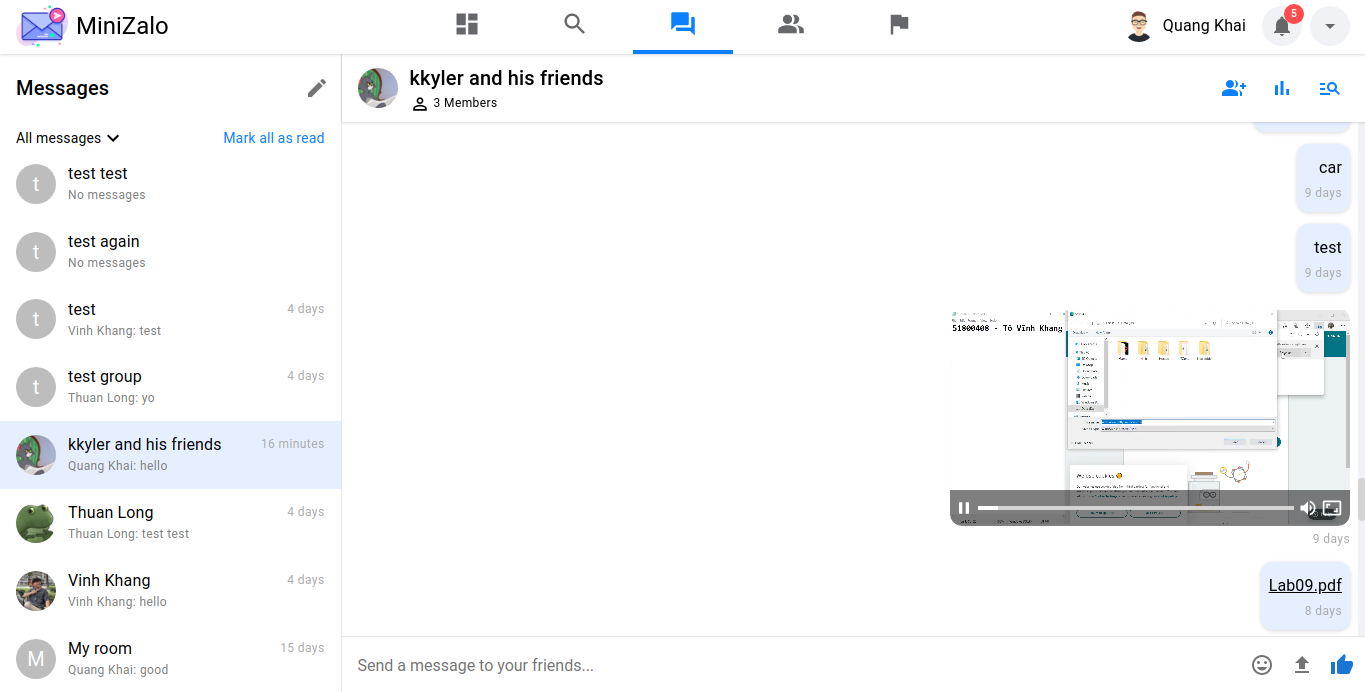 MiniZalo
Quang Khai
5
Messages
All messages
Mark all as read
t
test test
No messages
t
test again
No messages
t
test
4 days
Vinh Khang: test
t
test group
4 days
Thuan Long: yo
kkyler and his friends
16 minutes
Quang Khai: hello
Thuan Long
4 days
Thuan Long: test test
Vinh Khang
4 days
Vinh Khang: hello
M
My room
15 days
Quang Khai: good
kkyler and his friends
3 Members
car
9 days
test
9 days
51800408 - Tô Vĩnh Khang
We use cookies
9 days
Lab09.pdf
8 days
Send a message to your friends...